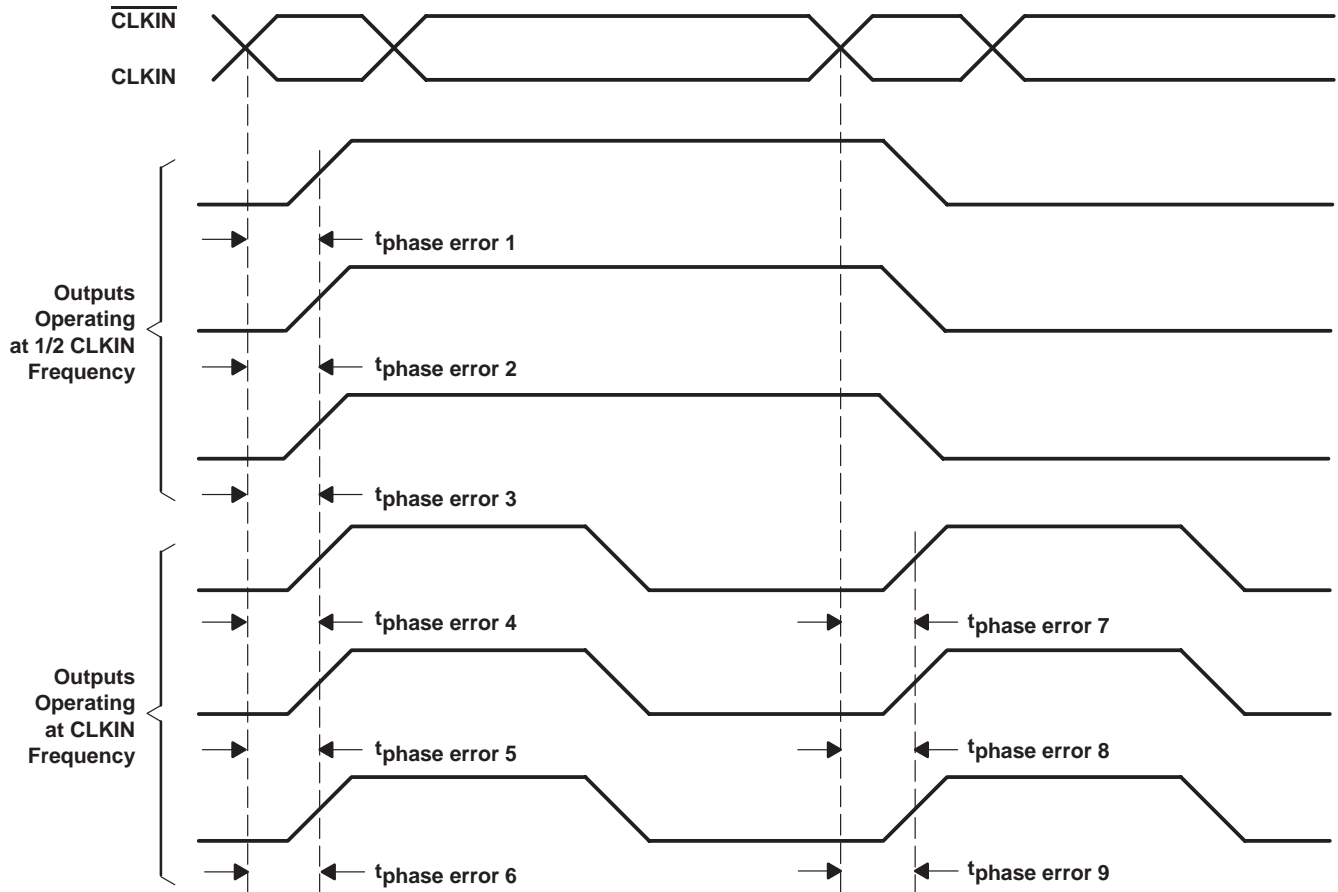 CLKIN
CLKIN
tphase error 1
Outputs
Operating
at 1/2 CLKIN
Frequency
tphase error 2
tphase error 3
tphase error 4
tphase error 7
Outputs
Operating
at CLKIN
Frequency
tphase error 5
tphase error 8
tphase error 6
tphase error 9